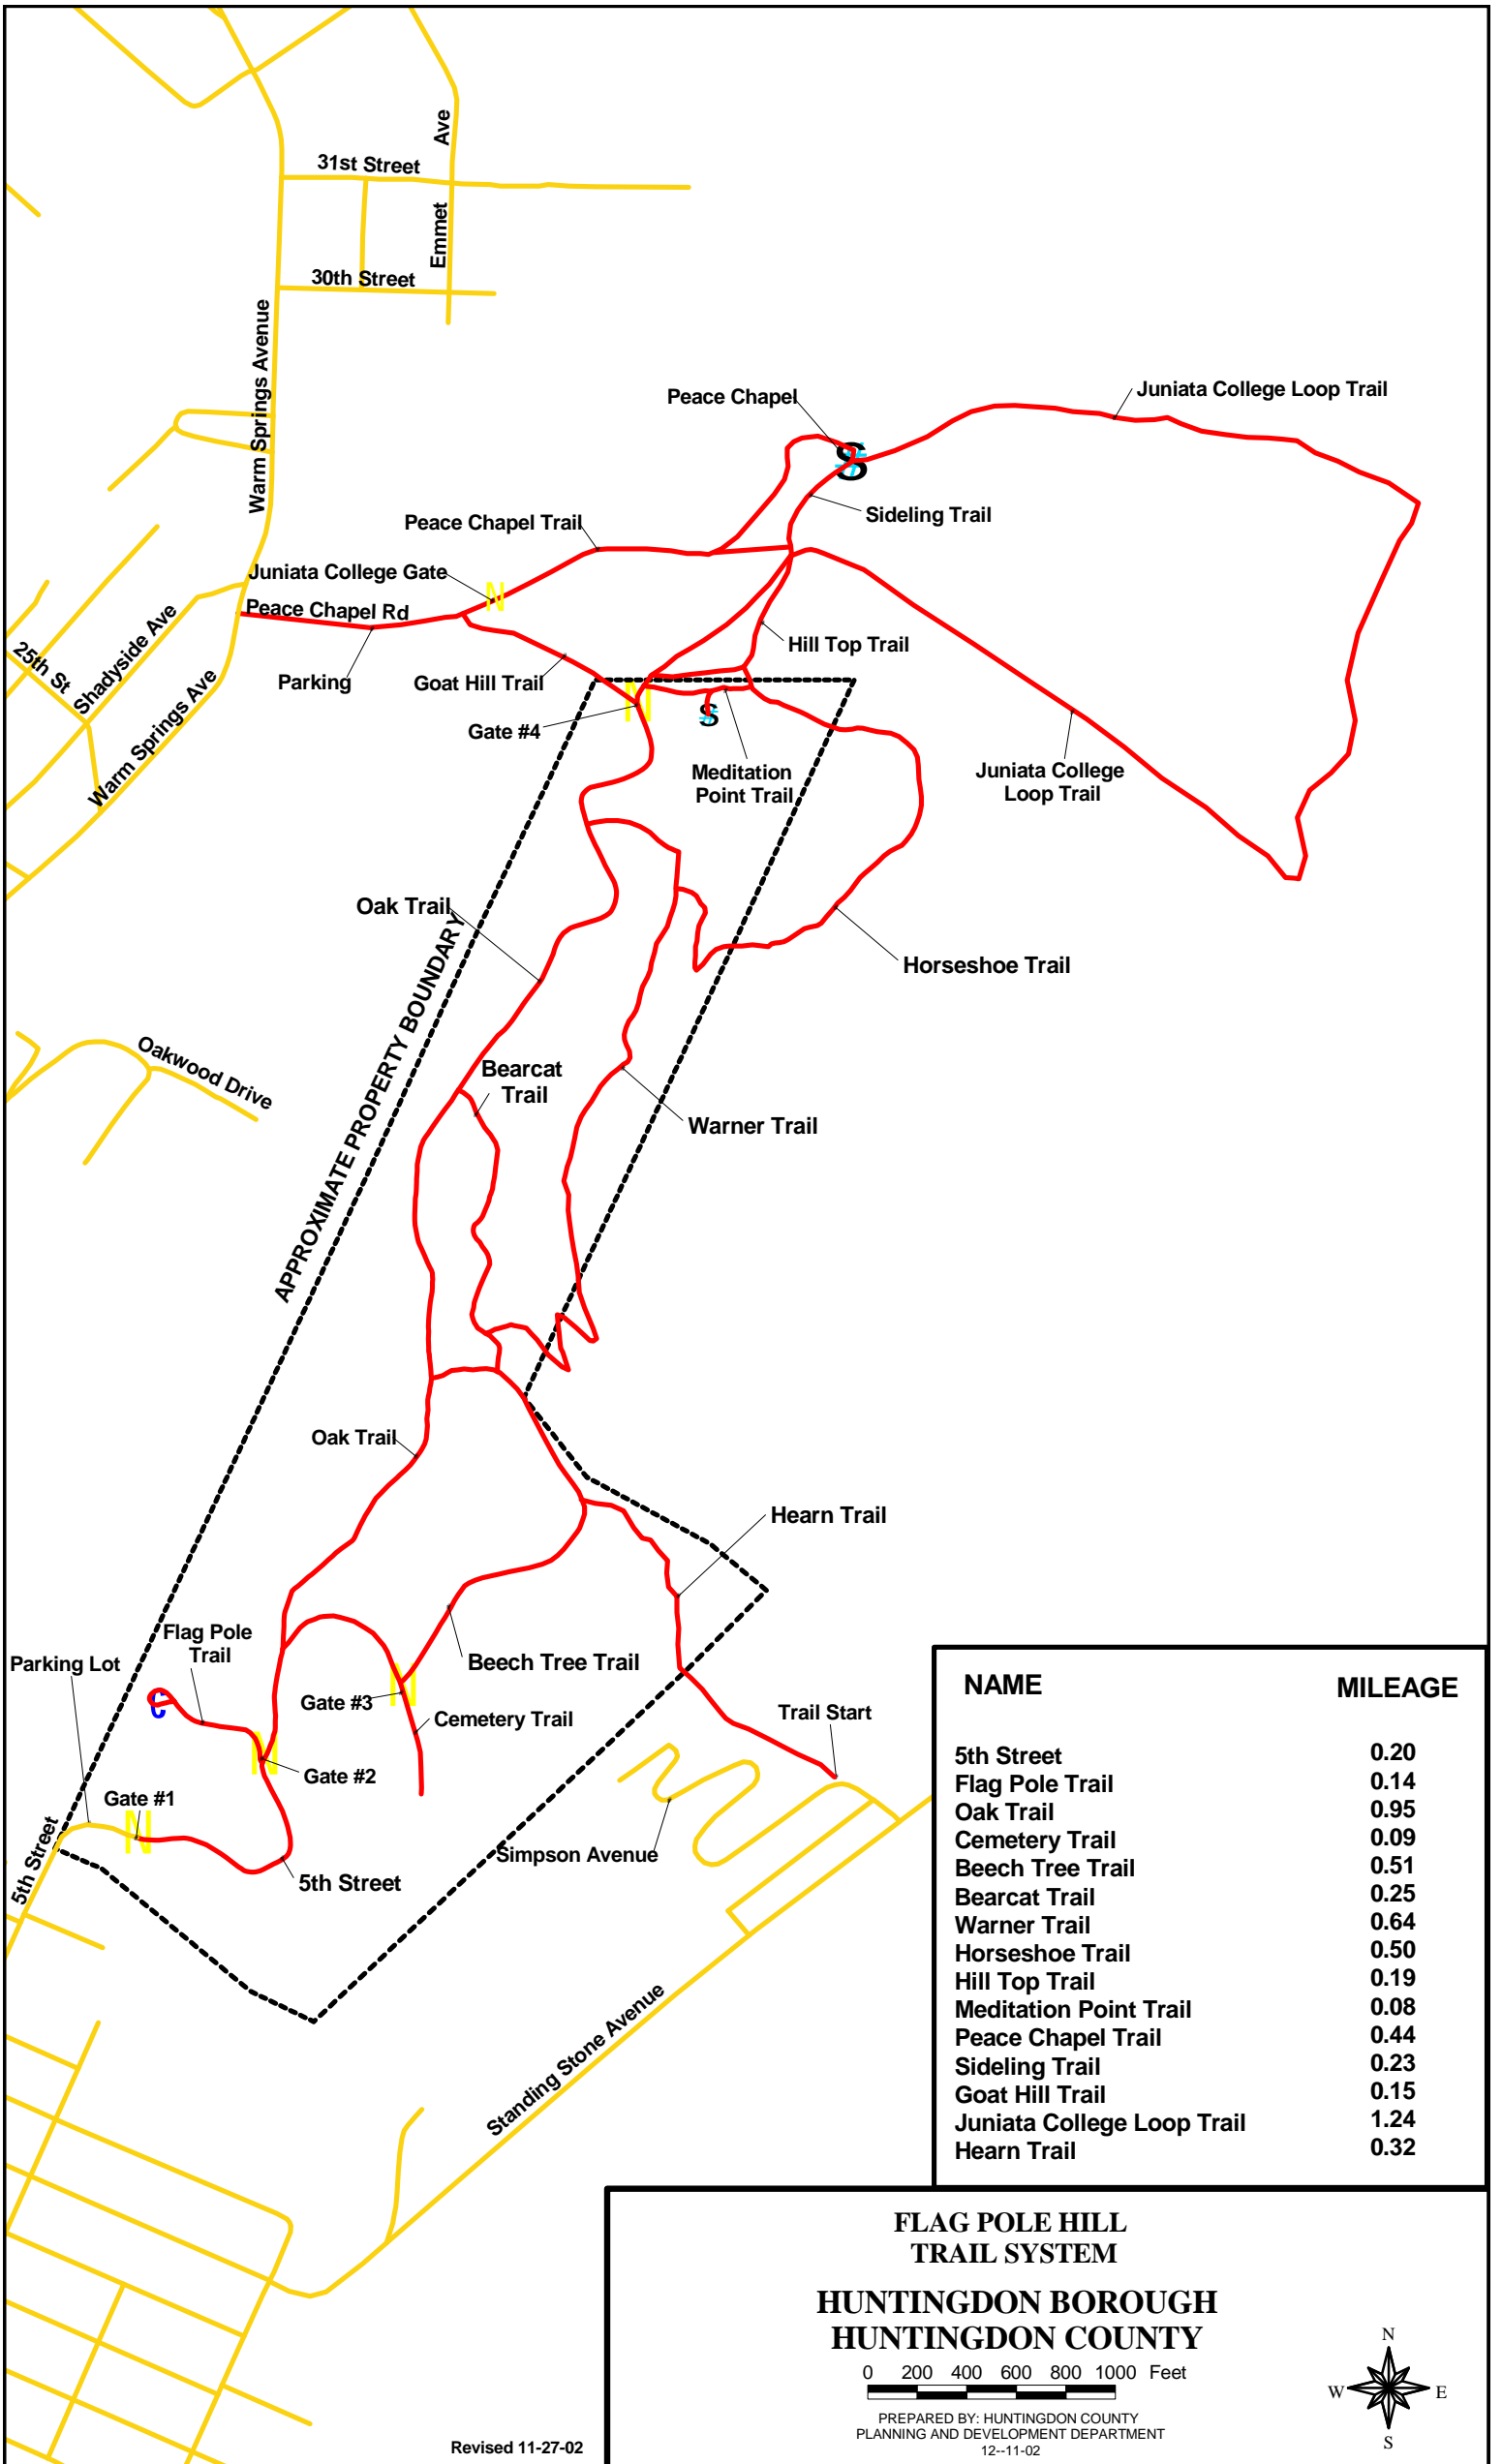 31st Street
Ave
Emmet
30th Street
Warm Springs Avenue
Peace Chapel
Juniata College Loop Trail
S
Sideling Trail
Peace Chapel Trail
Juniata College Gate
N
Peace Chapel Rd
Shadyside Ave
25th St
Warm Springs Ave
Parking
Goat Hill Trail
Hill Top Trail
N
Gate #4
S
Meditation
Point Trail
Juniata College
Loop Trail
Oak Trail
APPROXIMATE PROPERTY BOUNDARY
Horseshoe Trail
Oakwood Drive
Bearcat
Trail
Warner Trail
Oak Trail
Hearn Trail
Flag Pole
Trail
Parking Lot
Beech Tree Trail
Gate #3
N
Cemetery Trail
Trail Start
N
Gate #2
Gate #1
N
5th Street
5th Street
Simpson Avenue
Standing Stone Avenue
NAME MILEAGE
5th Street 0.20
Flag Pole Trail 0.14
Oak Trail 0.95
Cemetery Trail 0.09
Beech Tree Trail 0.51
Bearcat Trail 0.25
Warner Trail 0.64
Horseshoe Trail 0.50
Hill Top Trail 0.19
Meditation Point Trail 0.08
Peace Chapel Trail 0.44
Sideling Trail 0.23
Goat Hill Trail 0.15
Juniata College Loop Trail 1.24
Hearn Trail 0.32
FLAG POLE HILL
TRAIL SYSTEM
HUNTINGDON BOROUGH
HUNTINGDON COUNTY
0 200 400 600 800 1000 Feet
PREPARED BY: HUNTINGDON COUNTY
PLANNING AND DEVELOPMENT DEPARTMENT
12--11-02
N
W E
S
Revised 11-27-02